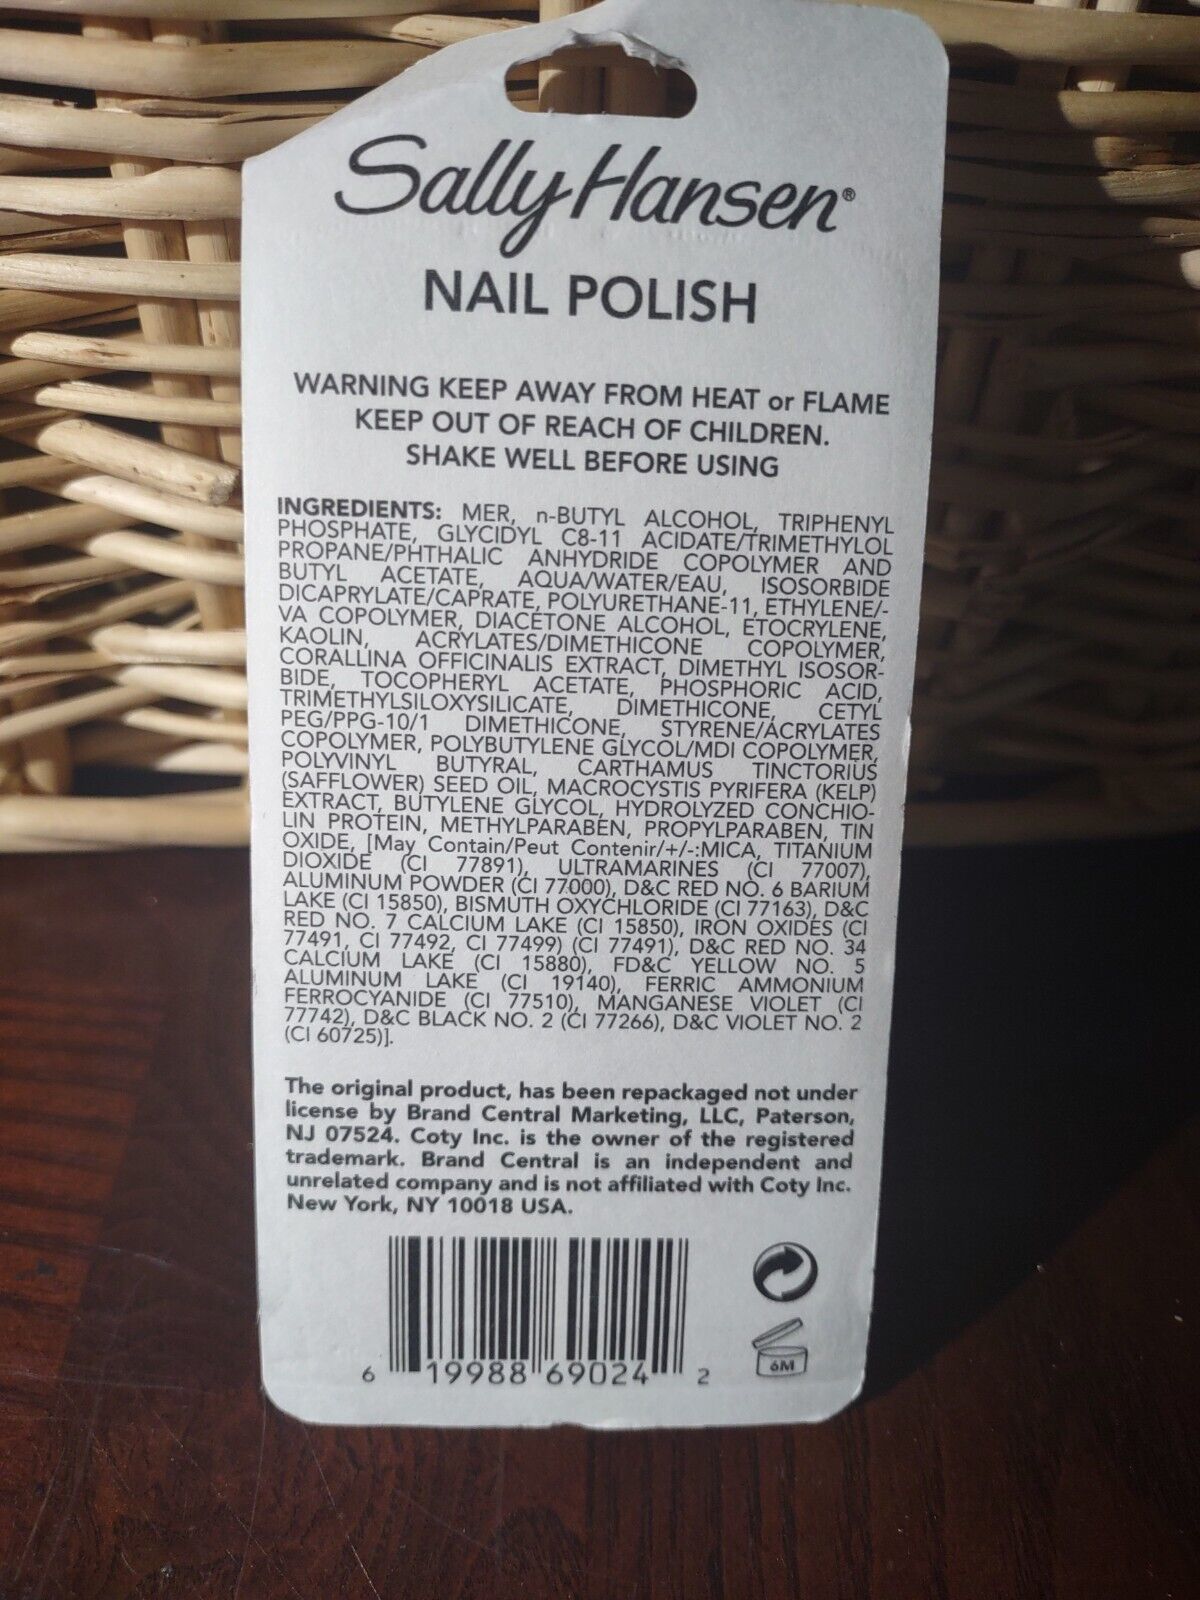 Sally Hansen®
NAIL POLISH
WARNING KEEP AWAY FROM HEAT or FLAME
KEEP OUT OF REACH OF CHILDREN.
SHAKE WELL BEFORE USING
INGREDIENTS: MER, n-BUTYL ALCOHOL, TRIPHENYL
PHOSPHATE, GLYCIDYL C8-11 ACIDATE/TRIMETHYLOL
PROPANE/PHTHALIC ANHYDRIDE COPOLYMER AND
BUTYL ACETATE, AQUA/WATER/EAU, ISOSORBIDE
DICAPRYLATE/CAPRATE, POLYURETHANE-11, ETHYLENE/-
VA COPOLYMER, DIACETONE ALCOHOL, ETOCRYLENE,
KAOLIN, ACRYLATES/DIMETHICONE COPOLYMER,
CORALLINA OFFICINALIS EXTRACT, DIMETHYL ISOSOR-
BIDE, TOCOPHERYL ACETATE, PHOSPHORIC ACID,
TRIMETHYLSILOXYSILICATE, DIMETHICONE, CETYL
PEG/PPG-10/1 DIMETHICONE, STYRENE/ACRYLATES
COPOLYMER, POLYBUTYLENE GLYCOL/MDI COPOLYMER,
POLYVINYL BUTYRAL, CARTHAMUS TINCTORIUS
(SAFFLOWER) SEED OIL, MACROCYSTIS PYRIFERA (KELP)
EXTRACT, BUTYLENE GLYCOL, HYDROLYZED CONCHIO-
LIN PROTEIN, METHYLPARABEN, PROPYLPARABEN, TIN
OXIDE, [May Contain/Peut Contenir/+/-:MICA, TITANIUM
DIOXIDE (CI 77891), ULTRAMARINES (CI 77007),
ALUMINUM POWDER (CI 77000), D&C RED NO. 6 BARIUM
LAKE (CI 15850), BISMUTH OXYCHLORIDE (CI 77163), D&C
RED NO. 7 CALCIUM LAKE (CI 15850), IRON OXIDES (CI
77491, CI 77492, CI 77499) (CI 77491), D&C RED NO. 34
CALCIUM LAKE (CI 15880), FD&C YELLOW NO. 5
ALUMINUM LAKE (CI 19140), FERRIC AMMONIUM
FERROCYANIDE (CI 77510), MANGANESE VIOLET (CI
77742), D&C BLACK NO. 2 (CI 77266), D&C VIOLET NO. 2
(CI 60725)].
The original product, has been repackaged not under
license by Brand Central Marketing, LLC, Paterson,
NJ 07524. Coty Inc. is the owner of the registered
trademark. Brand Central is an independent and
unrelated company and is not affiliated with Coty Inc.
New York, NY 10018 USA.
6 19988 69024 2
6M